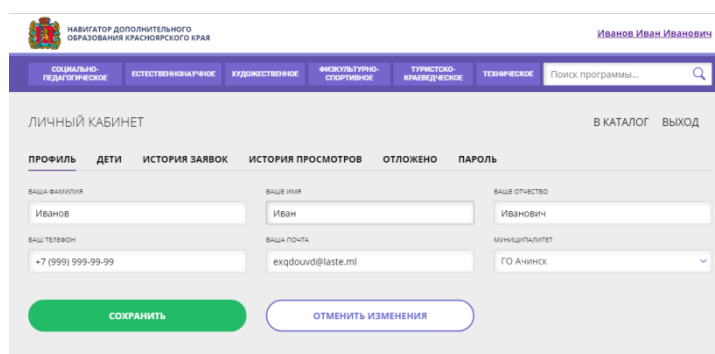 НАВИГАТОР ДОПОЛНИТЕЛЬНОГО
ОБРАЗОВАНИЯ КРАСНОЯРСКОГО КРАЯ
Иванов Иван Иванович
СОЦИАЛЬНО-
ПЕДАГОГИЧЕСКОЕ
ЕСТЕСТВЕННОНАУЧНОЕ
ХУДОЖЕСТВЕННОЕ
ФИЗКУЛЬТУРНО-
СПОРТИВНОЕ
ТУРИСТСКО-
КРАЕВЕДЧЕСКОЕ
ТЕХНИЧЕСКОЕ
Поиск программы...
ЛИЧНЫЙ КАБИНЕТ
В КАТАЛОГ ВЫХОД
ПРОФИЛЬ ДЕТИ ИСТОРИЯ ЗАЯВОК ИСТОРИЯ ПРОСМОТРОВ ОТЛОЖЕНО ПАРОЛЬ
ВАША ФАМИЛИЯ ВАШЕ ИМЯ ВАШЕ ОТЧЕСТВО
Иванов Иван Иванович
ВАШ ТЕЛЕФОН ВАША ПОЧТА МУНИЦИПАЛИТЕТ
+7 (999) 999-99-99 exqdouvd@laste.ml ГО Ачинск
СОХРАНИТЬ ОТМЕНИТЬ ИЗМЕНЕНИЯ